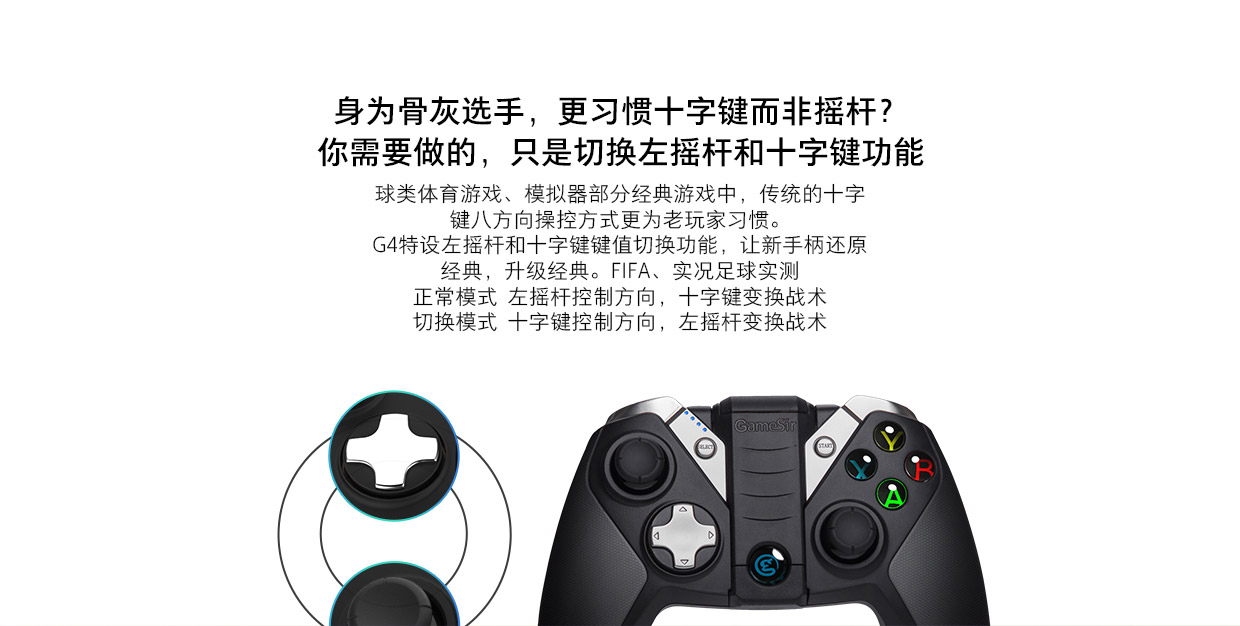 身为骨灰选手，更习惯十字键而非摇杆？
你需要做的，只是切换左摇杆和十字键功能
球类体育游戏、模拟器部分经典游戏中，传统的十字
键八方向操控方式更为老玩家习惯。
G4特设左摇杆和十字键键值切换功能，让新手柄还原
经典，升级经典。FIFA、实况足球实测
正常模式 左摇杆控制方向，十字键变换战术
切换模式 十字键控制方向，左摇杆变换战术
GameSir
SELECT
START
Y
X
B
A